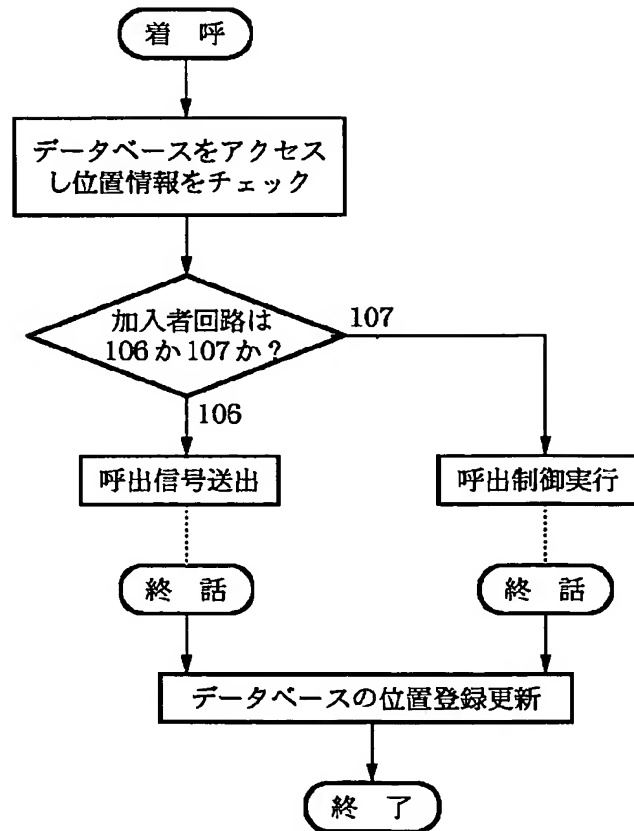 着 呼
データベースをアクセス
し位置情報をチェック
加入者回路は
106か107か?
107
106
呼出信号送出
呼出制御実行
終 話
終 話
データベースの位置登録更新
終 了